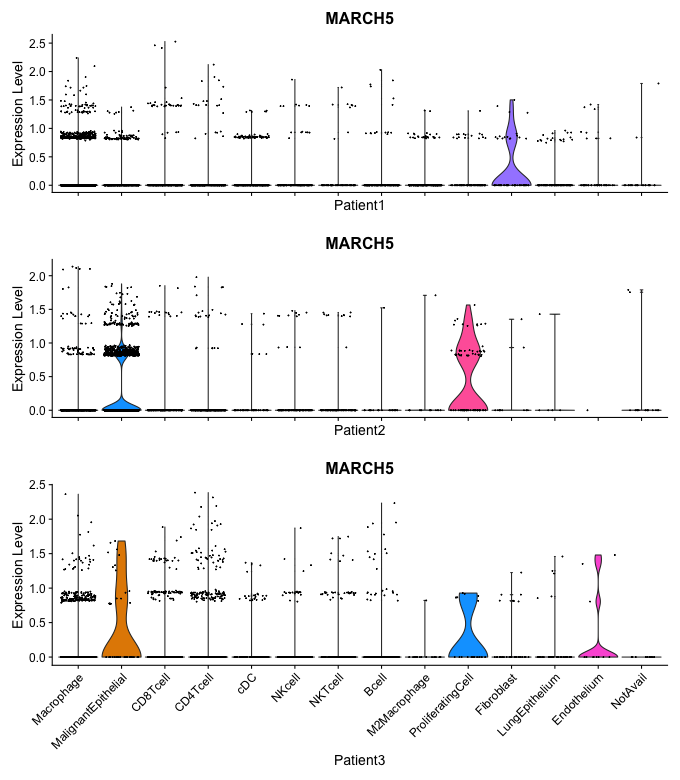 MARCH5
Expression Level
2.5
2.0
1.5
1.0
0.5
0.0
Patient1
MARCH5
Expression Level
2.0
1.5
1.0
0.5
0.0
Patient2
MARCH5
Expression Level
2.5
2.0
1.5
1.0
0.5
0.0
Macrophage
MalignantEpithelial
CD8Tcell
CD4Tcell
cDC
NKcell
NKTcell
Bcell
M2Macrophage
ProliferatingCell
Fibroblast
LungEpithelium
Endothelium
NotAvail
Patient3